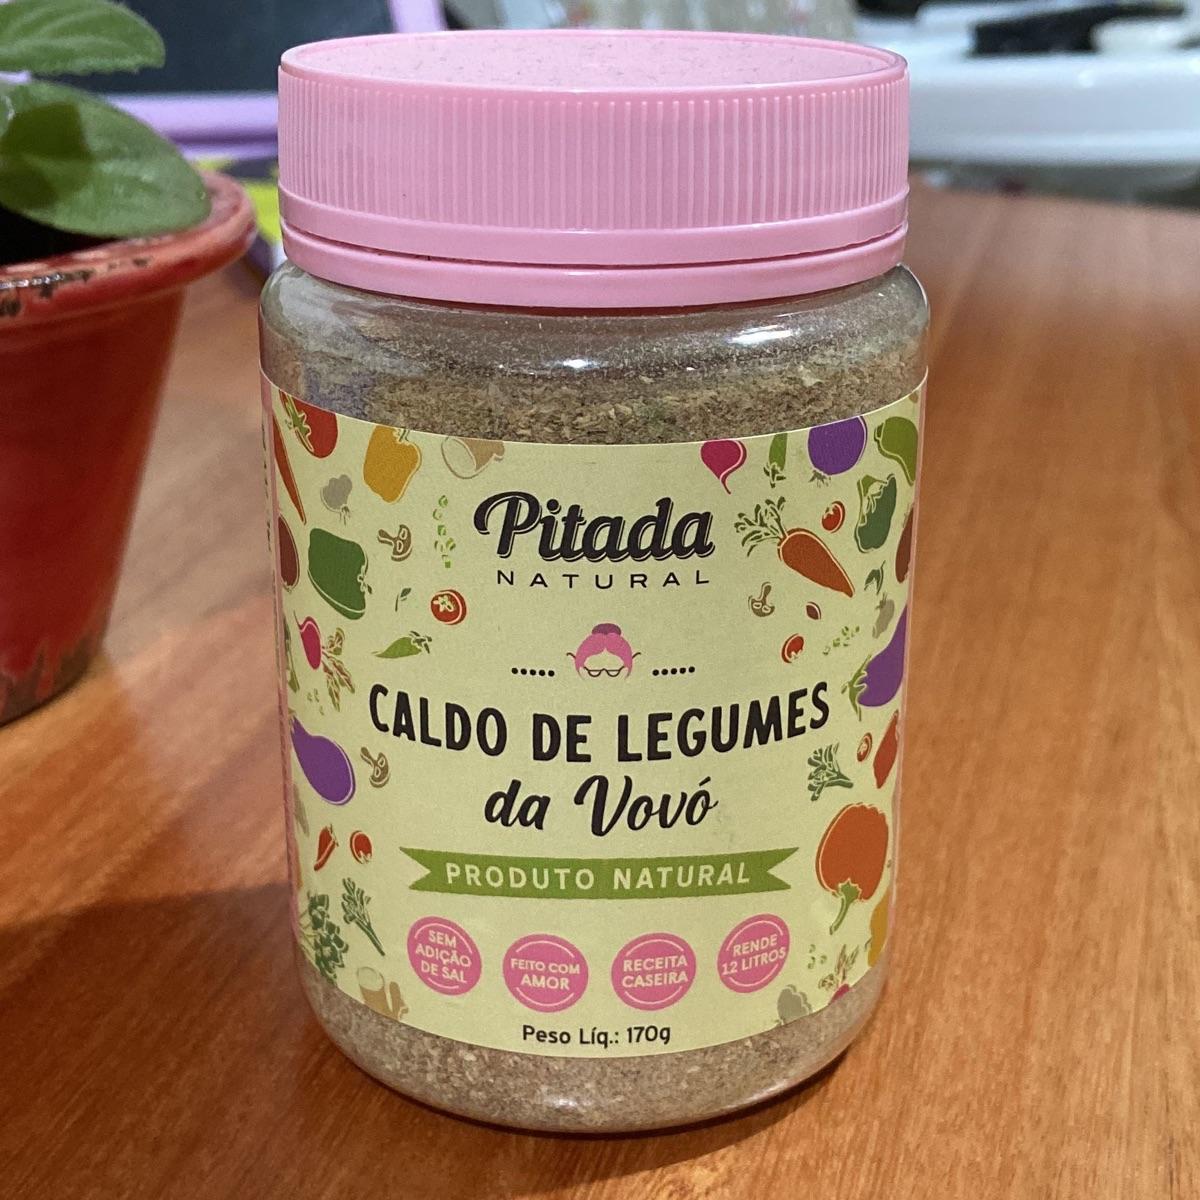 Pitada
NATURAL
CALDO DE LEGUMES
da Vovó
PRODUTO NATURAL
SEM
ADIÇÃO
DE SAL
FEITO COM
AMOR
RECEITA
CASEIRA
RENDE
12 LITROS
Peso Líq.: 170g